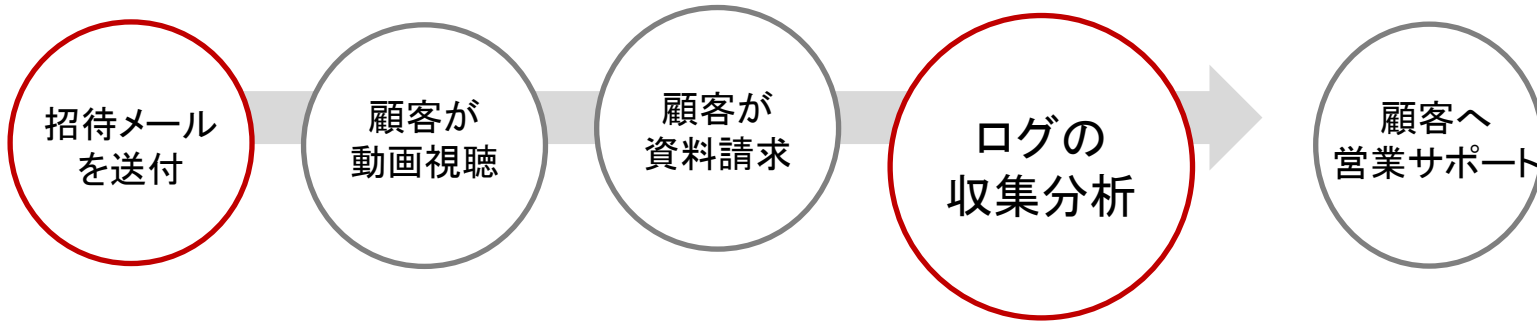 招待メール
を送付
顧客が
動画視聴
顧客が
資料請求
ログの
収集分析
顧客へ
営業サポート